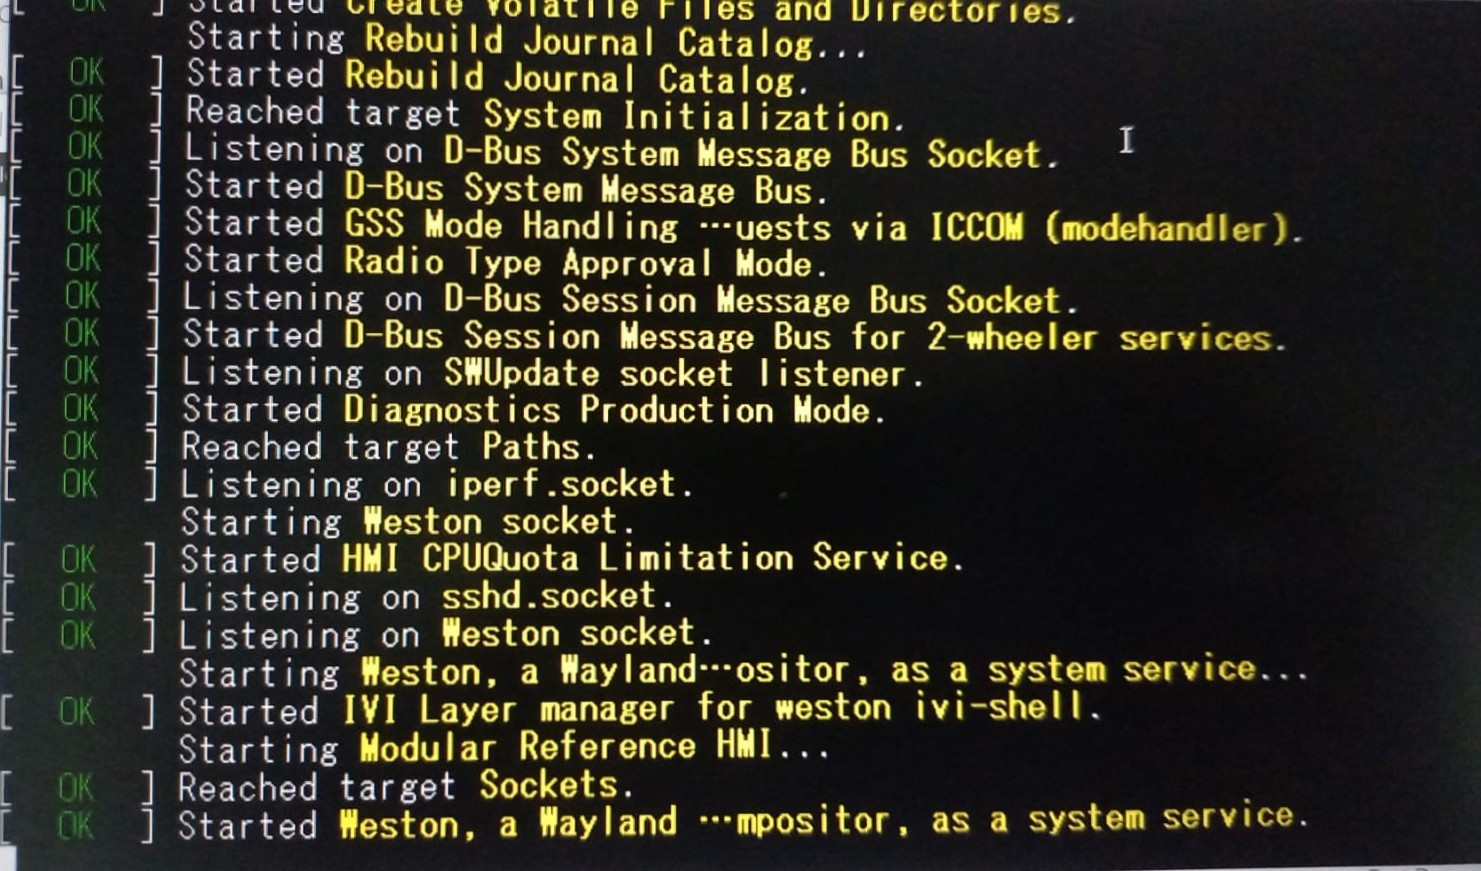 [ OK ] Started Create Volatile Files and Directories.
Starting Rebuild Journal Catalog...
[ OK ] Started Rebuild Journal Catalog.
[ OK ] Reached target System Initialization.
[ OK ] Listening on D-Bus System Message Bus Socket.
[ OK ] Started D-Bus System Message Bus.
[ OK ] Started GSS Mode Handling …uests via ICCOM (modehandler).
[ OK ] Started Radio Type Approval Mode.
[ OK ] Listening on D-Bus Session Message Bus Socket.
[ OK ] Started D-Bus Session Message Bus for 2-wheeler services.
[ OK ] Listening on SWUpdate socket listener.
[ OK ] Started Diagnostics Production Mode.
[ OK ] Reached target Paths.
[ OK ] Listening on iperf.socket.
Starting Weston socket.
[ OK ] Started HMI CPUQuota Limitation Service.
[ OK ] Listening on sshd.socket.
[ OK ] Listening on Weston socket.
Starting Weston, a Wayland…ositor, as a system service...
[ OK ] Started IVI Layer manager for weston ivi-shell.
Starting Modular Reference HMI...
[ OK ] Reached target Sockets.
[ OK ] Started Weston, a Wayland …mpositor, as a system service.